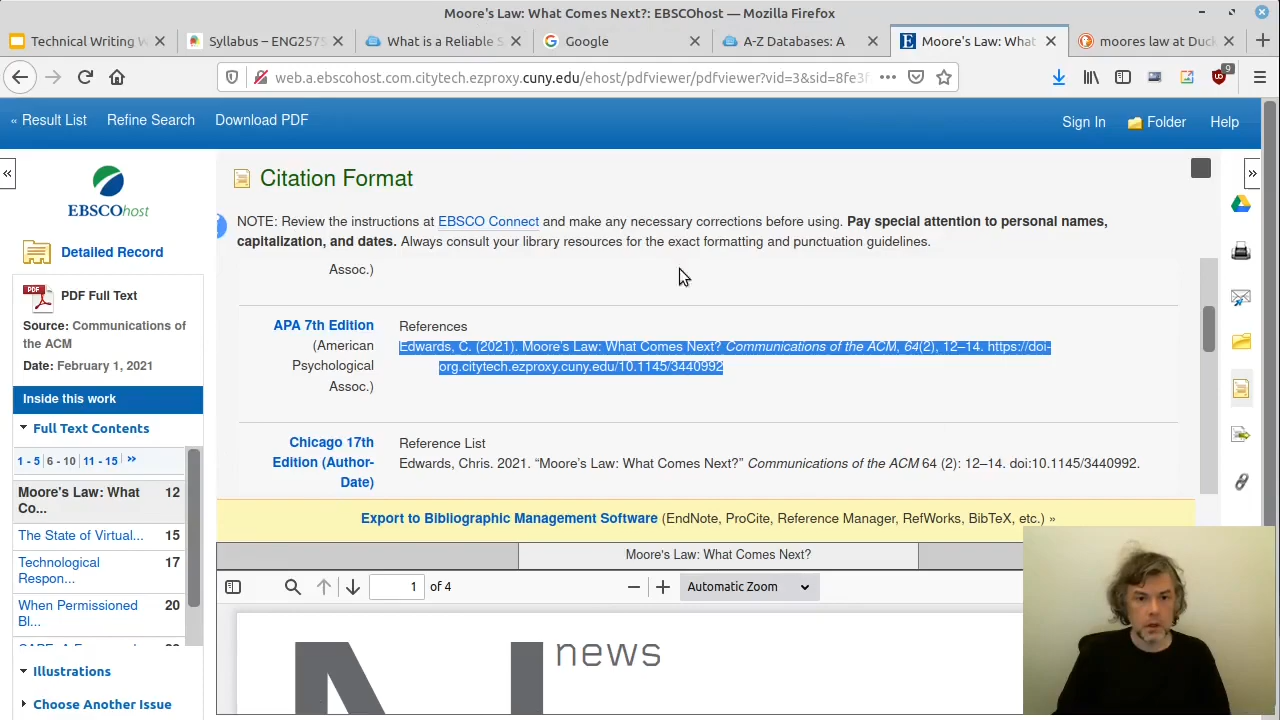 Moore's Law: What Comes Next?: EBSCOhost — Mozilla Firefox
Technical Writing W
Syllabus – ENG2575
What is a Reliable S
Google
A-Z Databases: A
Moore's Law: What
moores law at Duck
web.a.ebscohost.com.citytech.ezproxy.cuny.edu/ehost/pdfviewer/pdfviewer?vid=3&sid=8fe3f
9
« Result List
Refine Search
Download PDF
Sign In
Folder
Help
EBSCOhost
Detailed Record
PDF
PDF Full Text
Source: Communications of
the ACM
Date: February 1, 2021
Inside this work
Full Text Contents
1 - 5 | 6 - 10 | 11 - 15 »
Moore's Law: What
Co...
12
The State of Virtual...
15
Technological
Respon...
17
When Permissioned
Bl...
20
Illustrations
Choose Another Issue
Citation Format
NOTE: Review the instructions at EBSCO Connect and make any necessary corrections before using. Pay special attention to personal names,
capitalization, and dates. Always consult your library resources for the exact formatting and punctuation guidelines.
Assoc.)
APA 7th Edition
(American
Psychological
Assoc.)
References
Edwards, C. (2021). Moore's Law: What Comes Next? Communications of the ACM, 64(2), 12–14. https://doi-
org.citytech.ezproxy.cuny.edu/10.1145/3440992
Chicago 17th
Edition (Author-
Date)
Reference List
Edwards, Chris. 2021. “Moore's Law: What Comes Next?” Communications of the ACM 64 (2): 12–14. doi:10.1145/3440992.
Export to Bibliographic Management Software (EndNote, ProCite, Reference Manager, RefWorks, BibTeX, etc.) »
Moore's Law: What Comes Next?
1 of 4
Automatic Zoom
news